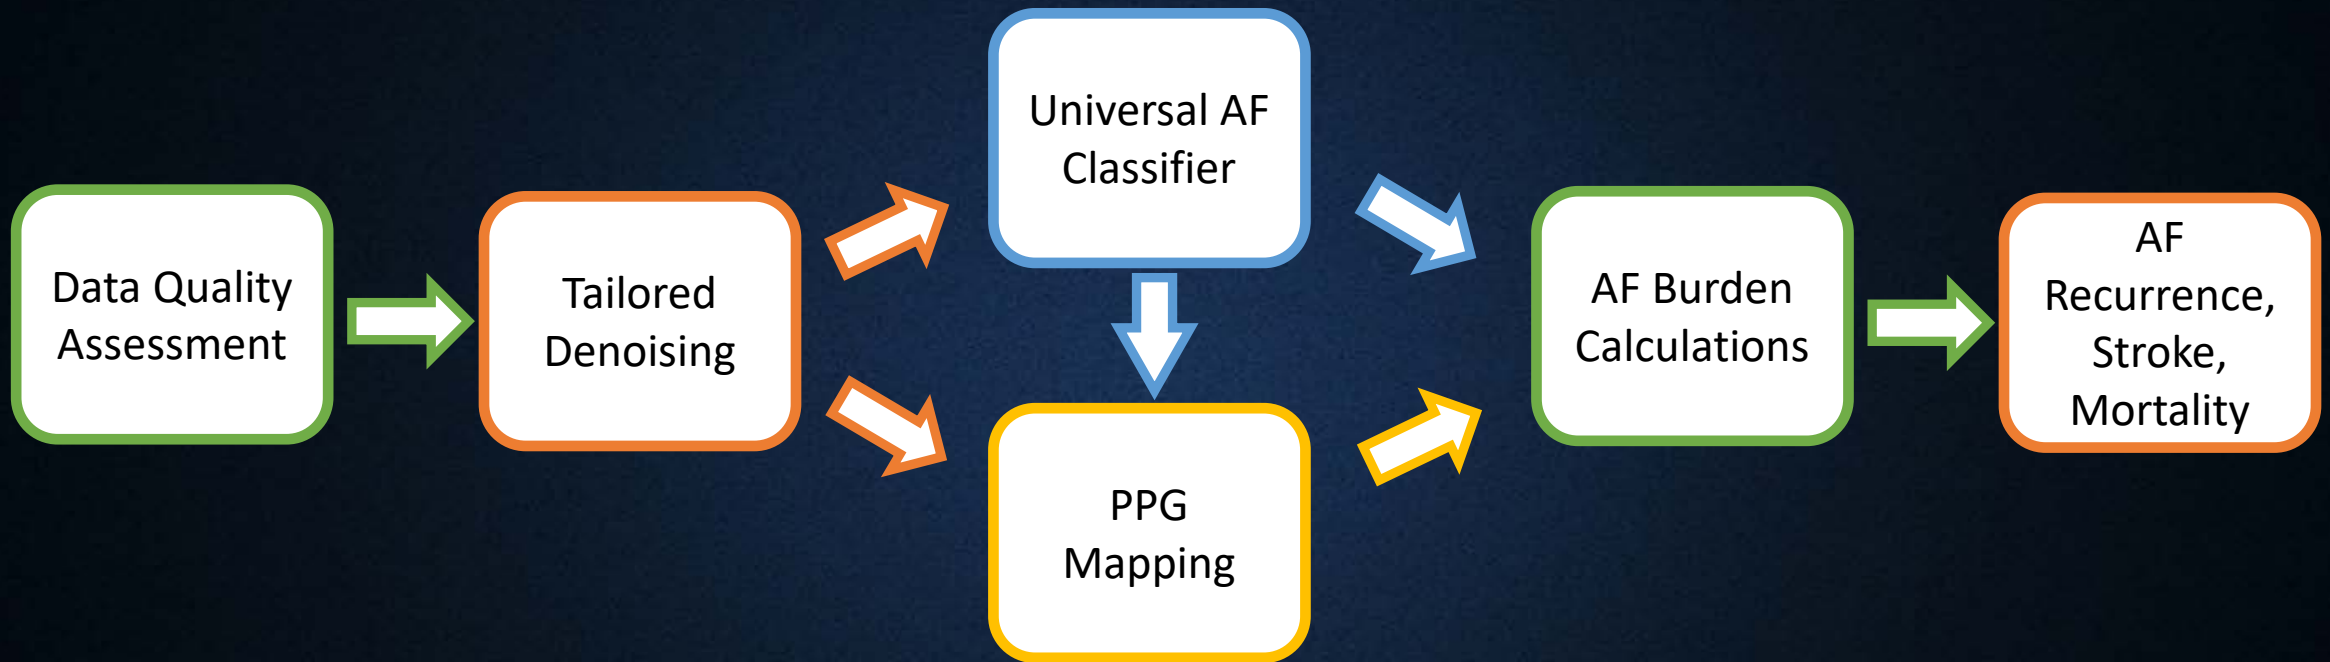 Data Quality
Assessment
Tailored
Denoising
Universal AF
Classifier
PPG
Mapping
AF Burden
Calculations
AF
Recurrence,
Stroke,
Mortality